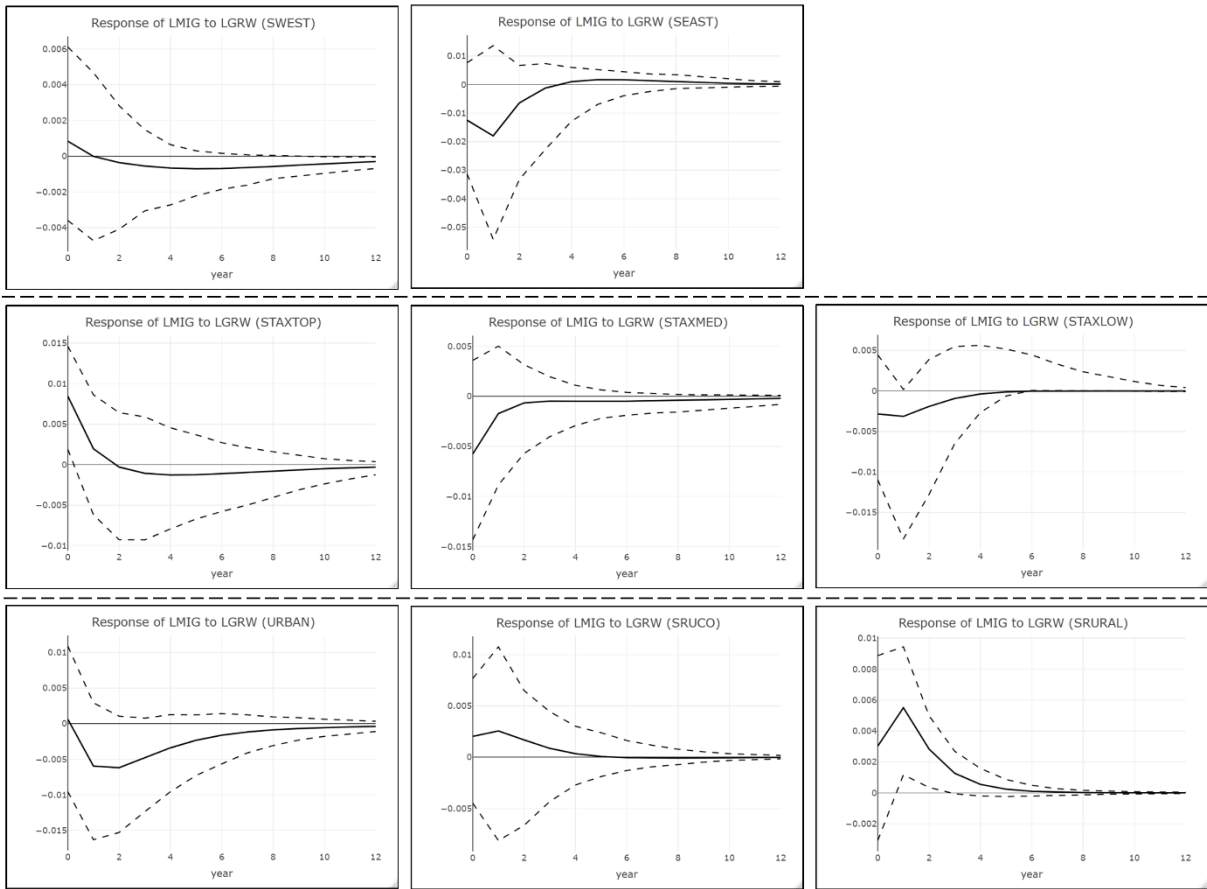 Response of LMIG to LGRW (SWEST)
0.006
0.004
0.002
0
−0.002
−0.004
0 2 4 6 8 10 12
year
Response of LMIG to LGRW (SEAST)
0.01
0
−0.01
−0.02
−0.03
−0.04
−0.05
0 2 4 6 8 10 12
year
Response of LMIG to LGRW (STAXTOP)
0.015
0.01
0.005
0
−0.005
−0.01
0 2 4 6 8 10 12
year
Response of LMIG to LGRW (STAXMED)
0.005
0
−0.005
−0.01
−0.015
0 2 4 6 8 10 12
year
Response of LMIG to LGRW (STAXLOW)
0.005
0
−0.005
−0.01
−0.015
0 2 4 6 8 10 12
year
Response of LMIG to LGRW (URBAN)
0.01
0.005
0
−0.005
−0.01
−0.015
0 2 4 6 8 10 12
year
Response of LMIG to LGRW (SRUCO)
0.01
0.005
0
−0.005
0 2 4 6 8 10 12
year
Response of LMIG to LGRW (SRURAL)
0.01
0.008
0.006
0.004
0.002
0
−0.002
0 2 4 6 8 10 12
year